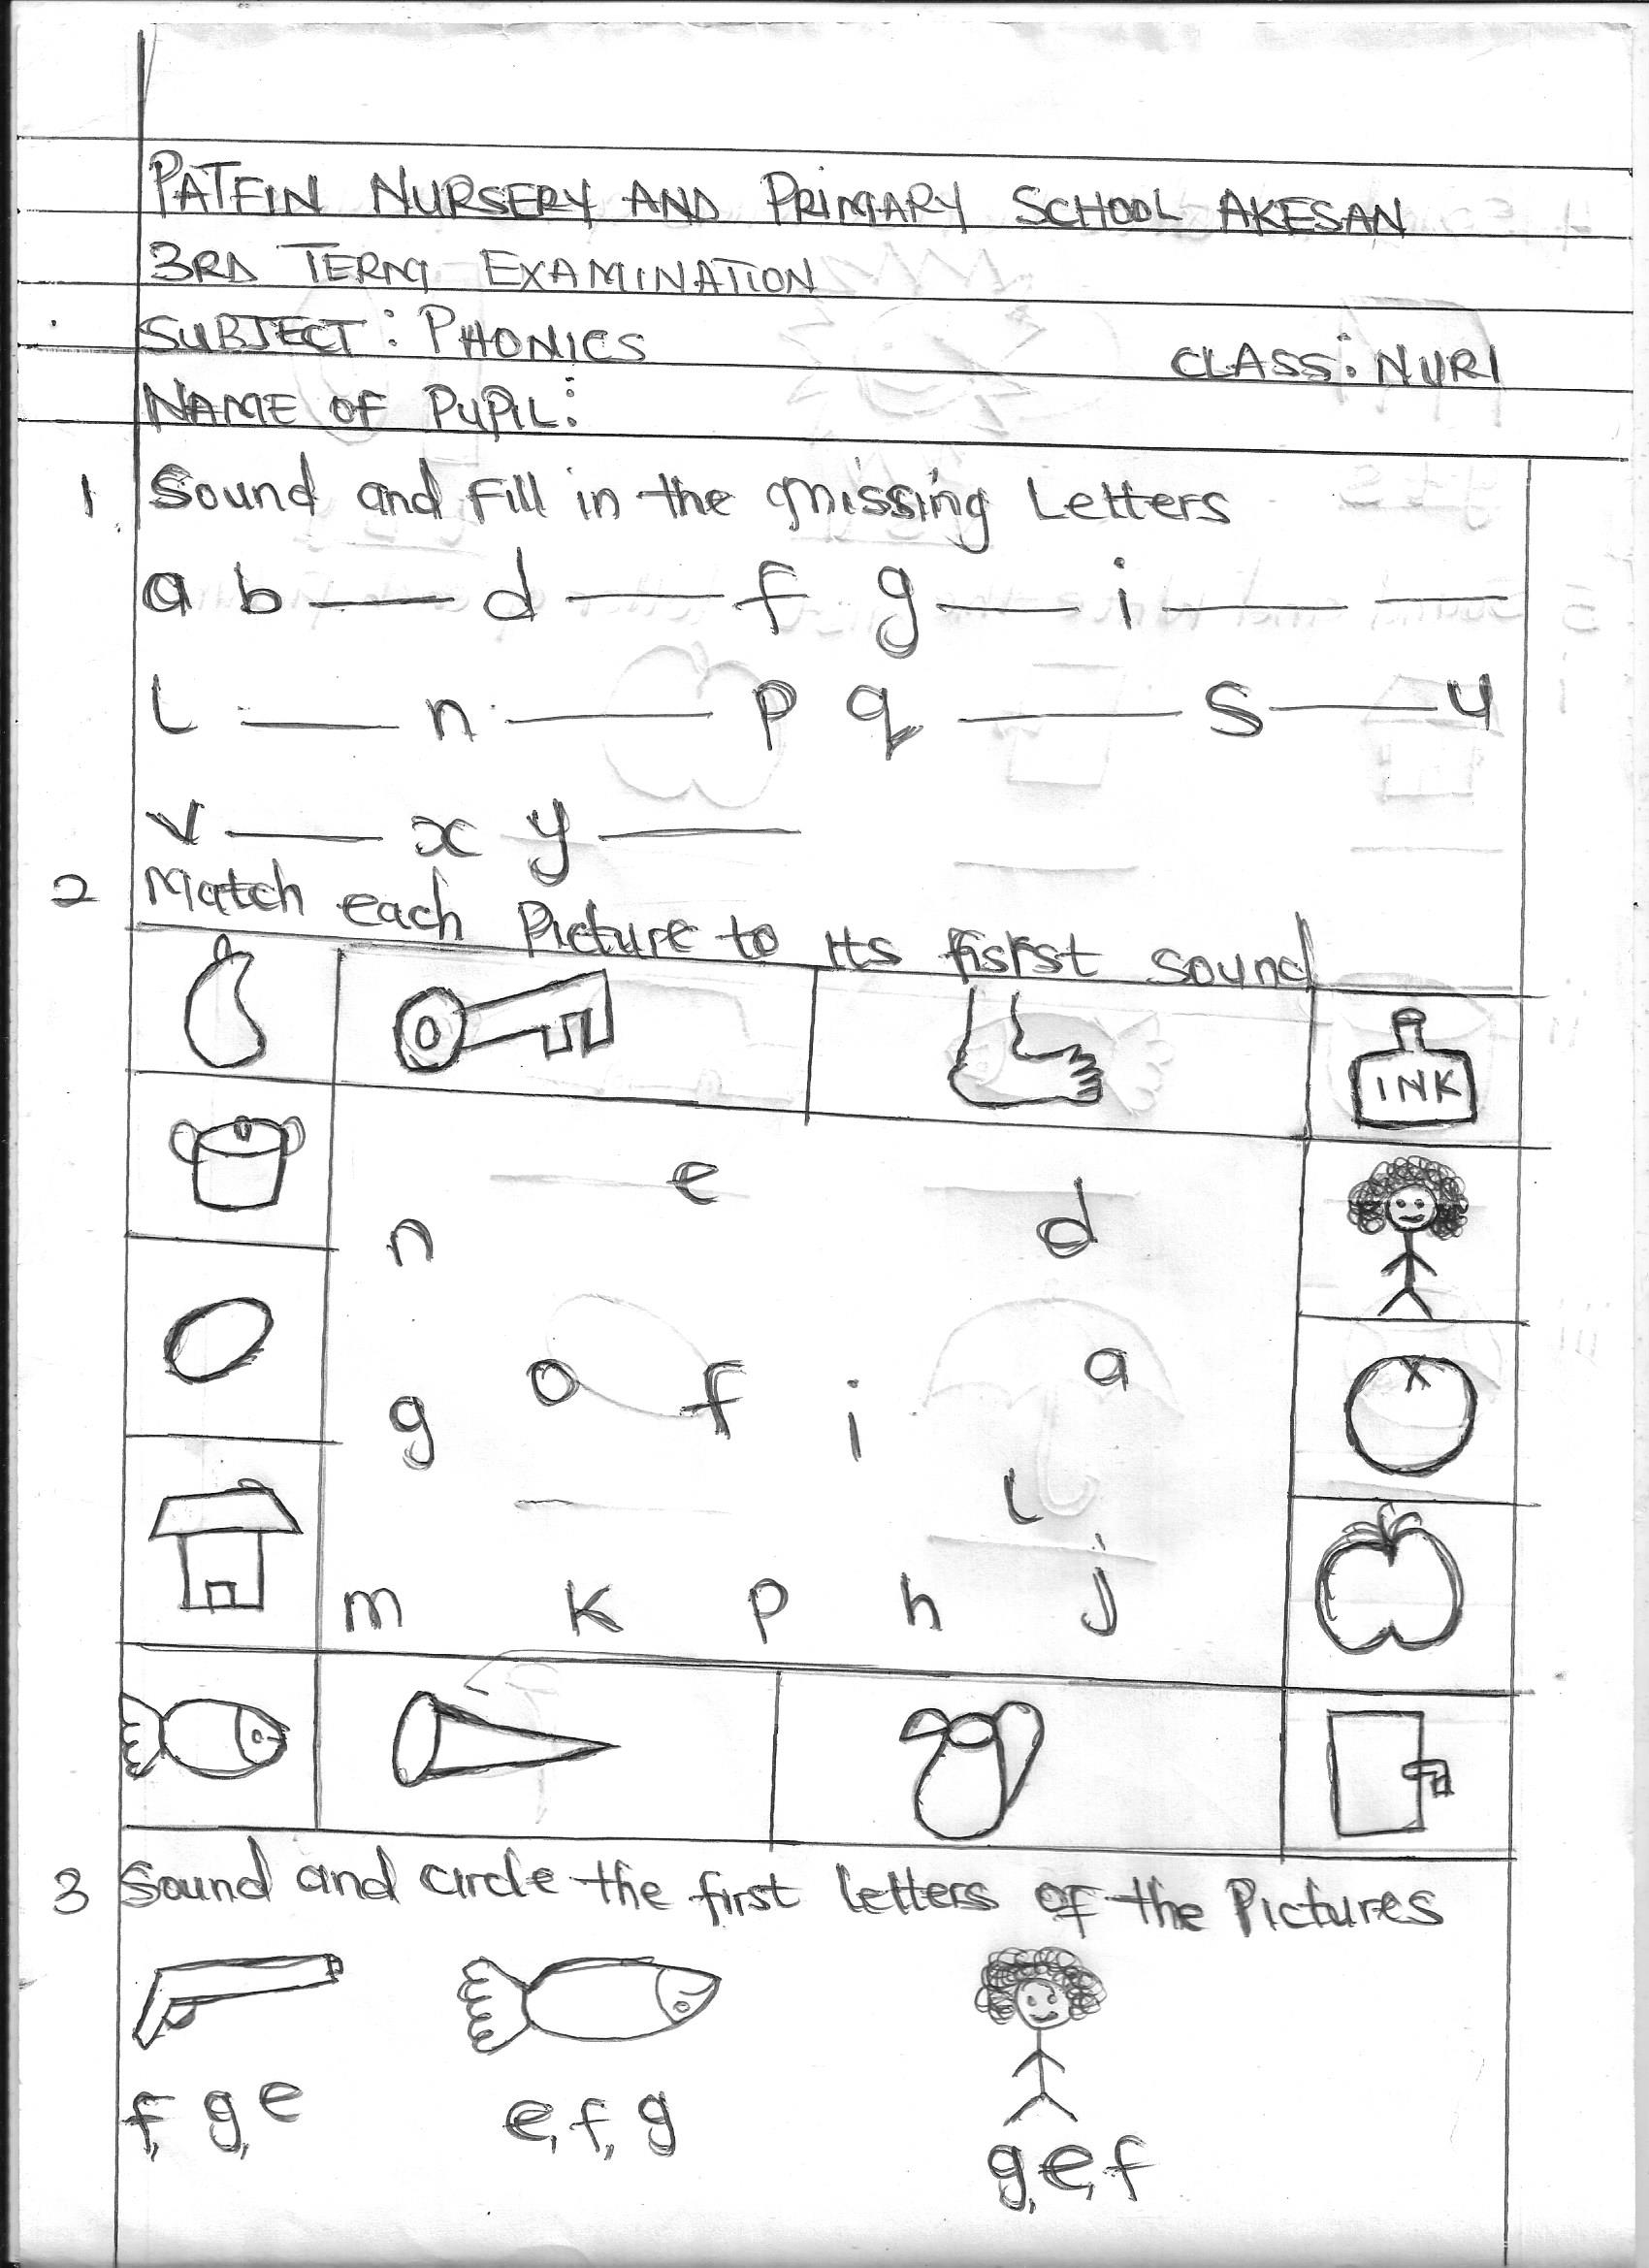 PATFIN NURSERY AND PRIMARY SCHOOL AKESAN
3RD TERM EXAMINATION
SUBJECT: PHONICS CLASS: NUR1
NAME OF PUPIL:
1. Sound and Fill in the missing Letters
a b ___ d ___ f g ___ i ___ ___
l ___ n ___ p q ___ s ___ u
v ___ x y ___
2 Match each Picture to its fisrst sound
INK
e
n d
o f i a
g
l
m k p h j
3 Sound and circle the first letters of the Pictures
f, g, e e, f, g g, e, f